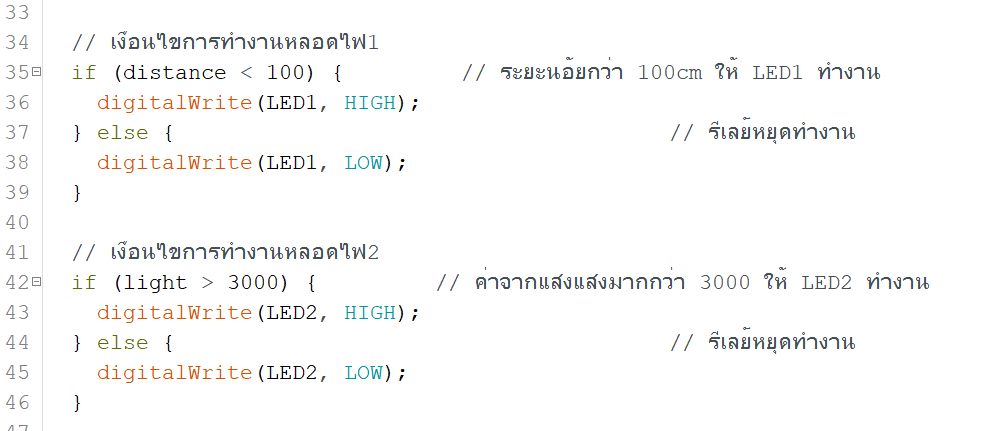 33
34 // เงื่อนไขการทำงานหลอดไฟ1
35 if (distance < 100) { // ระยะน้อยกว่า 100cm ให้ LED1 ทำงาน
36 digitalWrite(LED1, HIGH);
37 } else { // รีเลย์หยุดทำงาน
38 digitalWrite(LED1, LOW);
39 }
40
41 // เงื่อนไขการทำงานหลอดไฟ2
42 if (light > 3000) { // ค่าจากแสงแสงมากกว่า 3000 ให้ LED2 ทำงาน
43 digitalWrite(LED2, HIGH);
44 } else { // รีเลย์หยุดทำงาน
45 digitalWrite(LED2, LOW);
46 }